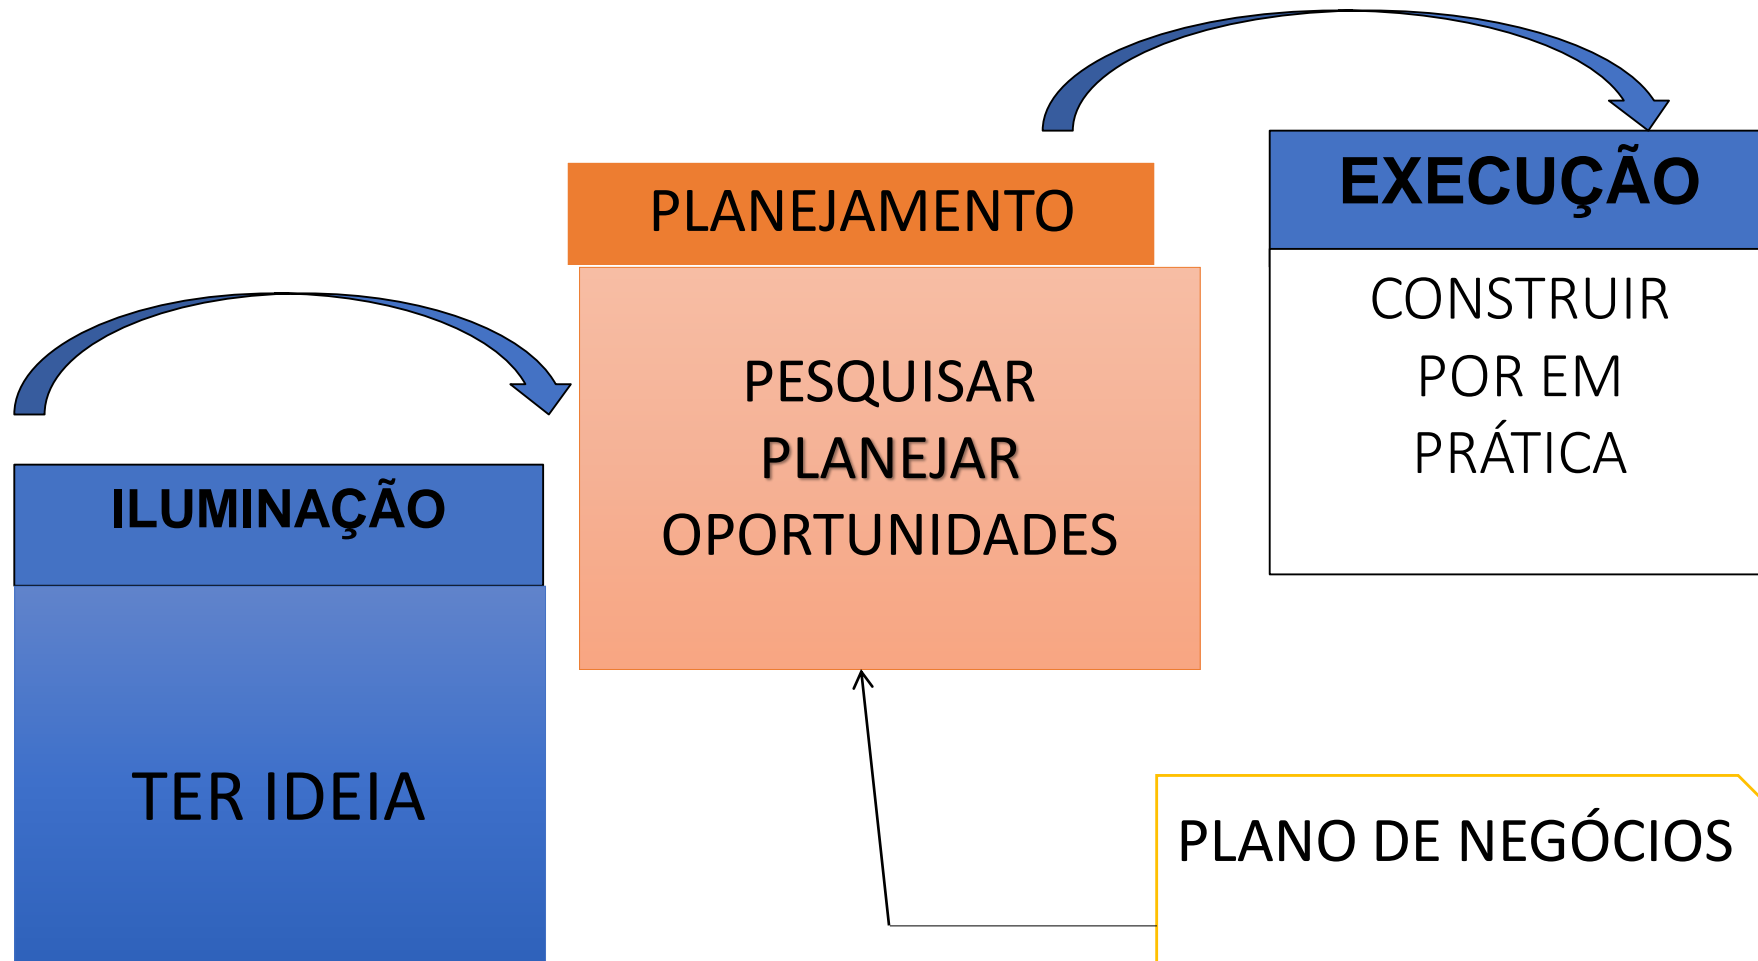 ILUMINAÇÃO
TER IDEIA
PLANEJAMENTO
PESQUISAR
PLANEJAR
OPORTUNIDADES
EXECUÇÃO
CONSTRUIR
POR EM
PRÁTICA
PLANO DE NEGÓCIOS